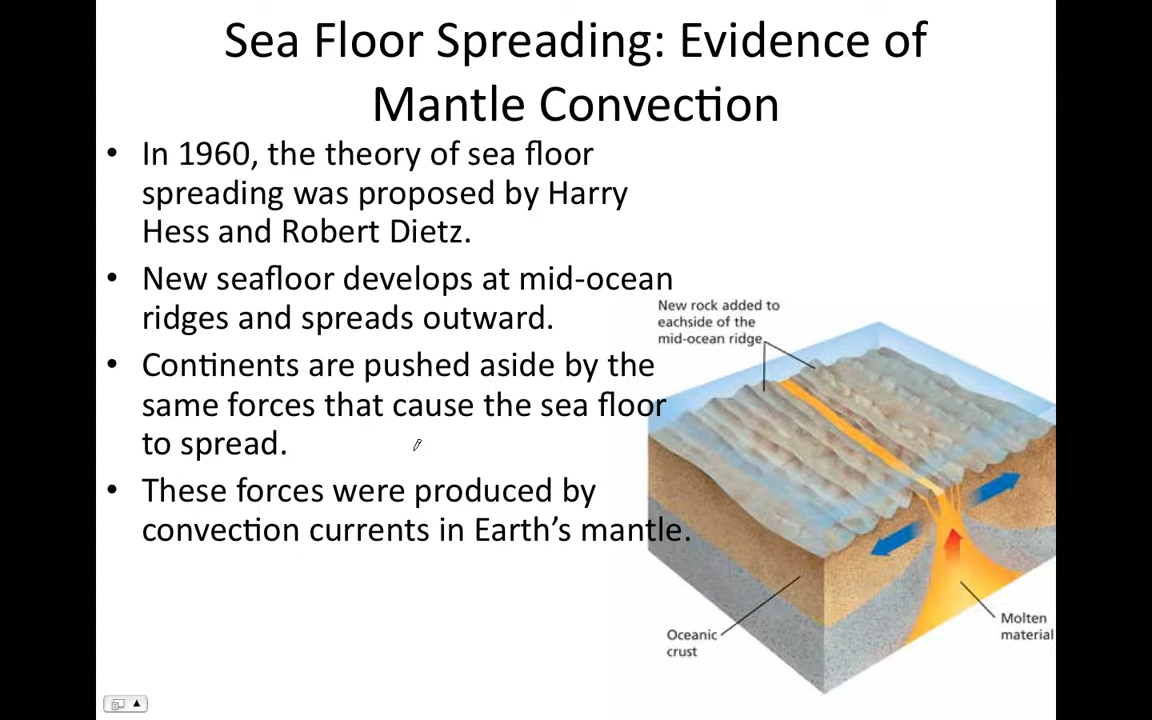 Sea Floor Spreading: Evidence of
Mantle Convection
• In 1960, the theory of sea floor
spreading was proposed by Harry
Hess and Robert Dietz.
• New seafloor develops at mid-ocean
ridges and spreads outward.
• Continents are pushed aside by the
same forces that cause the sea floor
to spread.
• These forces were produced by
convection currents in Earth's mantle.
New rock added to
eachside of the
mid-ocean ridge
Oceanic
crust
Molten
material